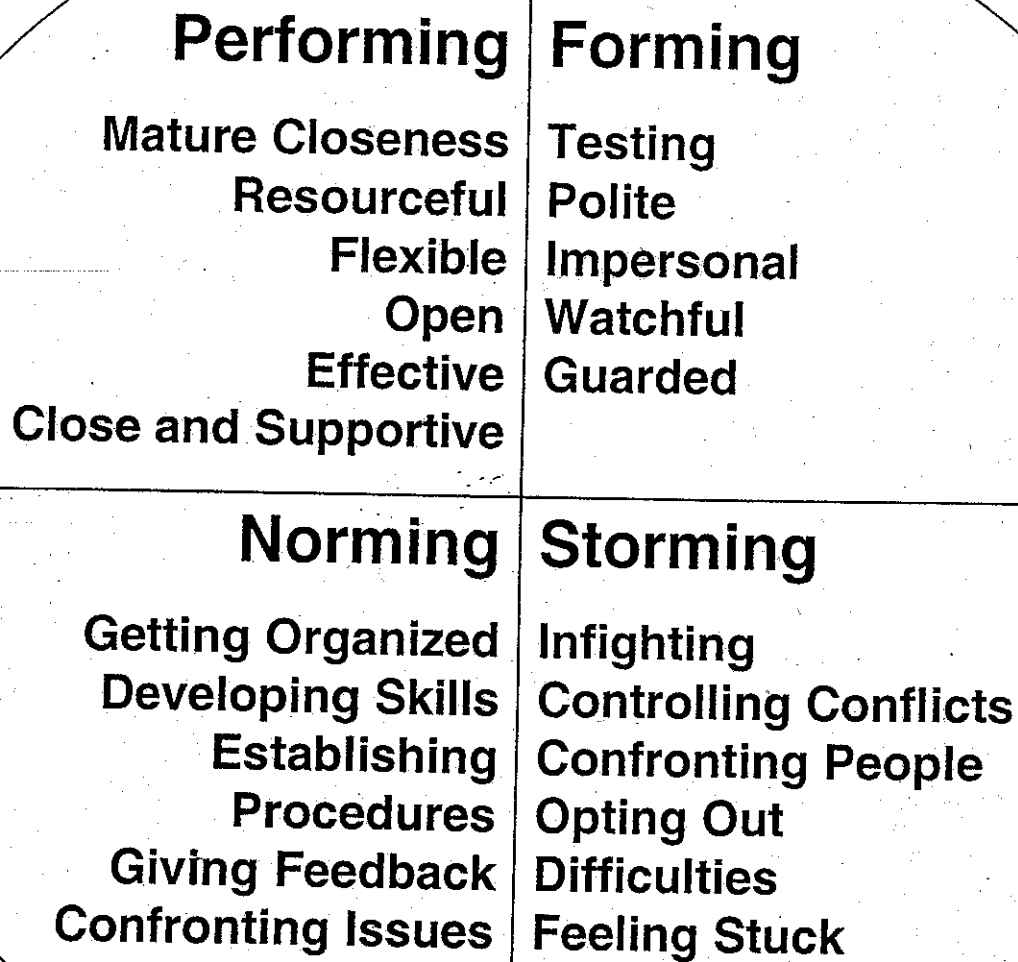 Performing
Mature Closeness
Resourceful
Flexible
Open
Effective
Close and Supportive
Forming
Testing
Polite
Impersonal
Watchful
Guarded
Norming
Getting Organized
Developing Skills
Establishing
Procedures
Giving Feedback
Confronting Issues
Storming
Infighting
Controlling Conflicts
Confronting People
Opting Out
Difficulties
Feeling Stuck